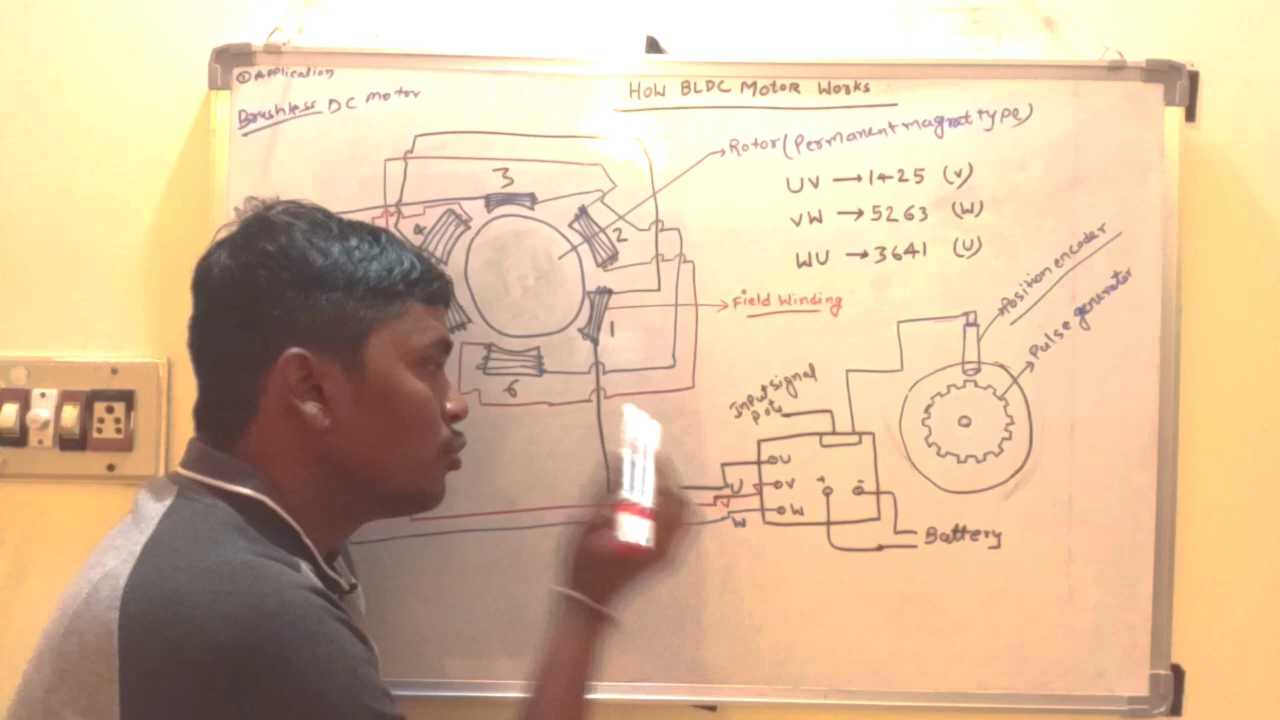 ① Application
Brushless DC motor
How BLDC Motor Works
Rotor (Permanent magnet type)
UV → 1425 (V)
VW → 5263 (W)
WU → 3641 (U)
3
4
2
1
6
Field Winding
Position encoder
Pulse generator
Input signal
Pot
U
V
W
+
-
U
V
W
Battery